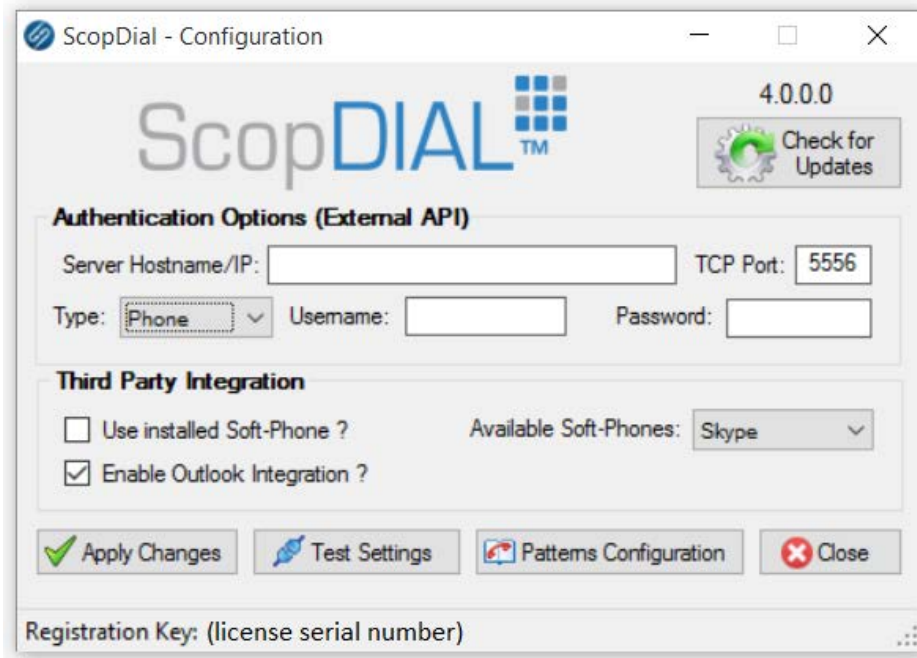 ScopDial - Configuration
ScopDIAL™
4.0.0.0
Check for
Updates
Authentication Options (External API)
Server Hostname/IP:
TCP Port: 5556
Type: Phone
Username:
Password:
Third Party Integration
Use installed Soft-Phone ?
Available Soft-Phones: Skype
Enable Outlook Integration ?
Apply Changes
Test Settings
Patterns Configuration
Close
Registration Key: (license serial number)